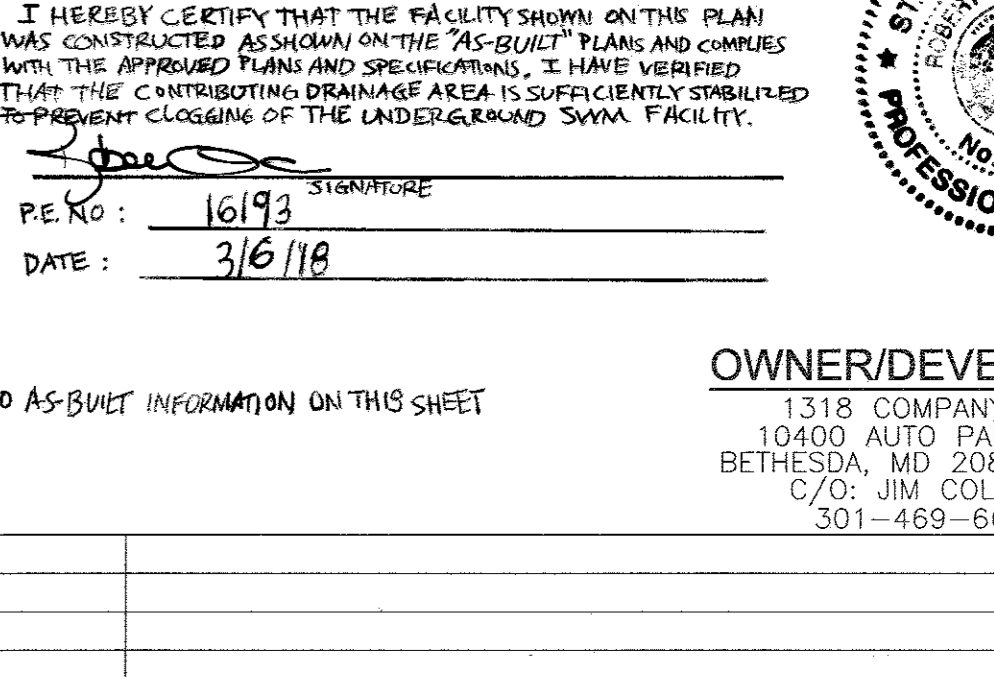 I HEREBY CERTIFY THAT THE FACILITY SHOWN ON THIS PLAN
WAS CONSTRUCTED AS SHOWN ON THE "AS-BUILT" PLANS AND COMPLIES
WITH THE APPROVED PLANS AND SPECIFICATIONS. I HAVE VERIFIED
THAT THE CONTRIBUTING DRAINAGE AREA IS SUFFICIENTLY STABILIZED
TO PREVENT CLOGGING OF THE UNDERGROUND SWM FACILITY.
SIGNATURE
P.E. NO : 16193
DATE : 3/6/18
ST
ROBER
No.
PROFESSIO
O AS-BUILT INFORMATION ON THIS SHEET
OWNER/DEVE
1318 COMPANY
10400 AUTO PA
BETHESDA, MD 208
C/O: JIM COL
301-469-6